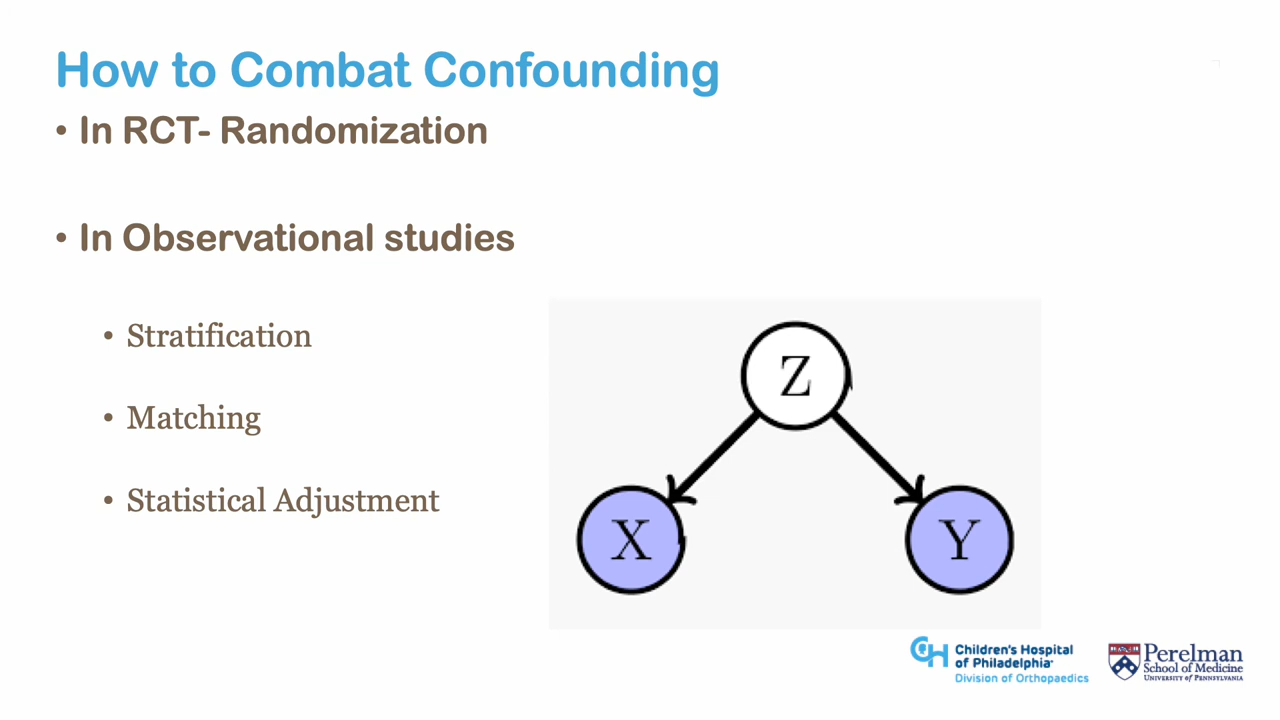 How to Combat Confounding
• In RCT- Randomization
• In Observational studies
• Stratification
• Matching
• Statistical Adjustment
Z
X
Y
Children's Hospital
of Philadelphia
Division of Orthopaedics
Perelman
School of Medicine
University of Pennsylvania